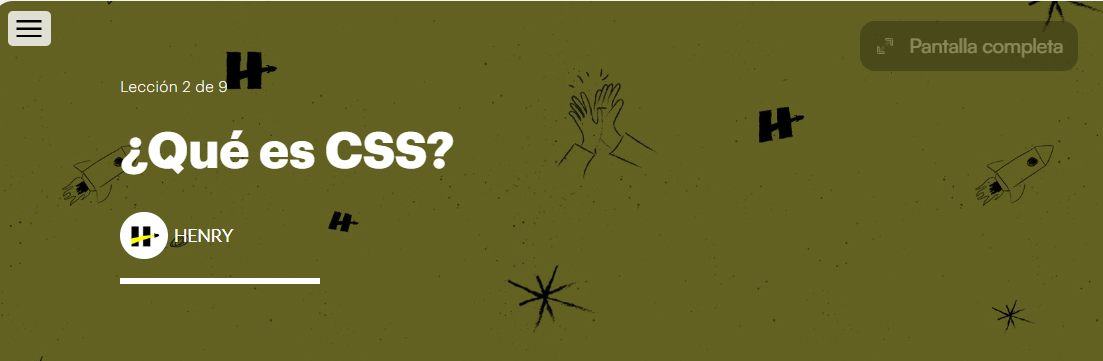 Pantalla completa
Lección 2 de 9
¿Qué es CSS?
HENRY